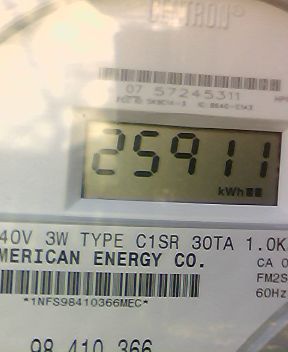 CENTRON®
07 57245311
25911
kWh
40V 3W TYPE C1SR 30TA 1.0K
MERICAN ENERGY CO.
CA 0
FM2S
*1NFS98410366MEC*
60Hz
98 410 366